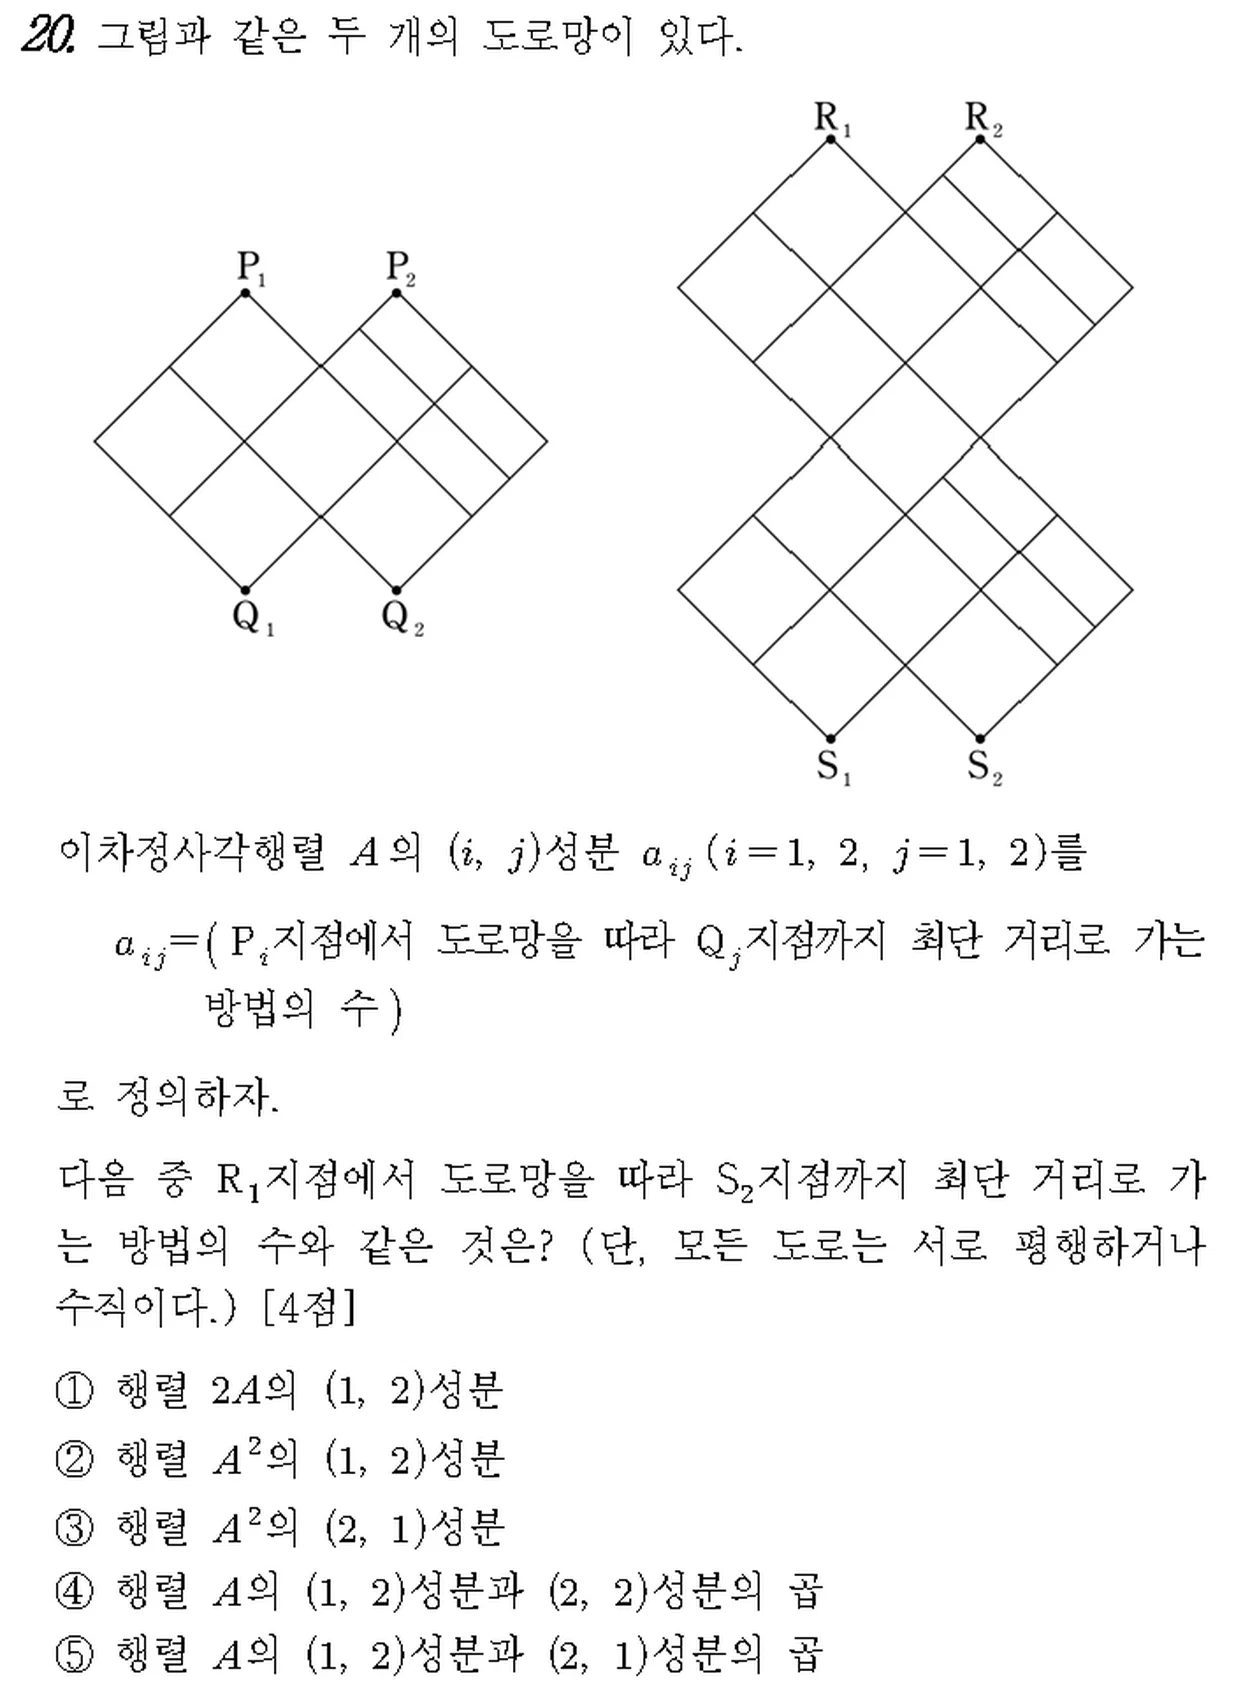 20. 그림과 같은 두 개의 도로망이 있다.
R₁ R₂
P₁ P₂
Q₁ Q₂
S₁ S₂
이차정사각행렬 A의 (i, j)성분 aᵢⱼ (i=1, 2, j=1, 2)를
aᵢⱼ=( Pᵢ지점에서 도로망을 따라 Qⱼ지점까지 최단 거리로 가는
방법의 수 )
로 정의하자.
다음 중 R₁지점에서 도로망을 따라 S₂지점까지 최단 거리로 가
는 방법의 수와 같은 것은? (단, 모든 도로는 서로 평행하거나
수직이다.) [4점]
① 행렬 2A의 (1, 2)성분
② 행렬 A²의 (1, 2)성분
③ 행렬 A²의 (2, 1)성분
④ 행렬 A의 (1, 2)성분과 (2, 2)성분의 곱
⑤ 행렬 A의 (1, 2)성분과 (2, 1)성분의 곱